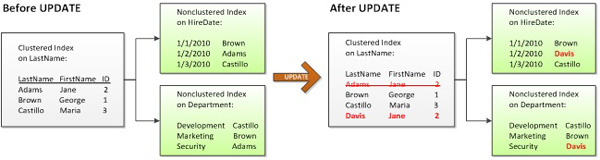 Before UPDATE
Clustered Index
on LastName:
LastName FirstName ID
Adams Jane 2
Brown George 1
Castillo Maria 3
Nonclustered Index
on HireDate:
1/1/2010 Brown
1/2/2010 Adams
1/3/2010 Castillo
Nonclustered Index
on Department:
Development Castillo
Marketing Brown
Security Adams
UPDATE
After UPDATE
Clustered Index
on LastName:
LastName FirstName ID
Adams Jane 2
Brown George 1
Castillo Maria 3
Davis Jane 2
Nonclustered Index
on HireDate:
1/1/2010 Brown
1/2/2010 Davis
1/3/2010 Castillo
Nonclustered Index
on Department:
Development Castillo
Marketing Brown
Security Davis